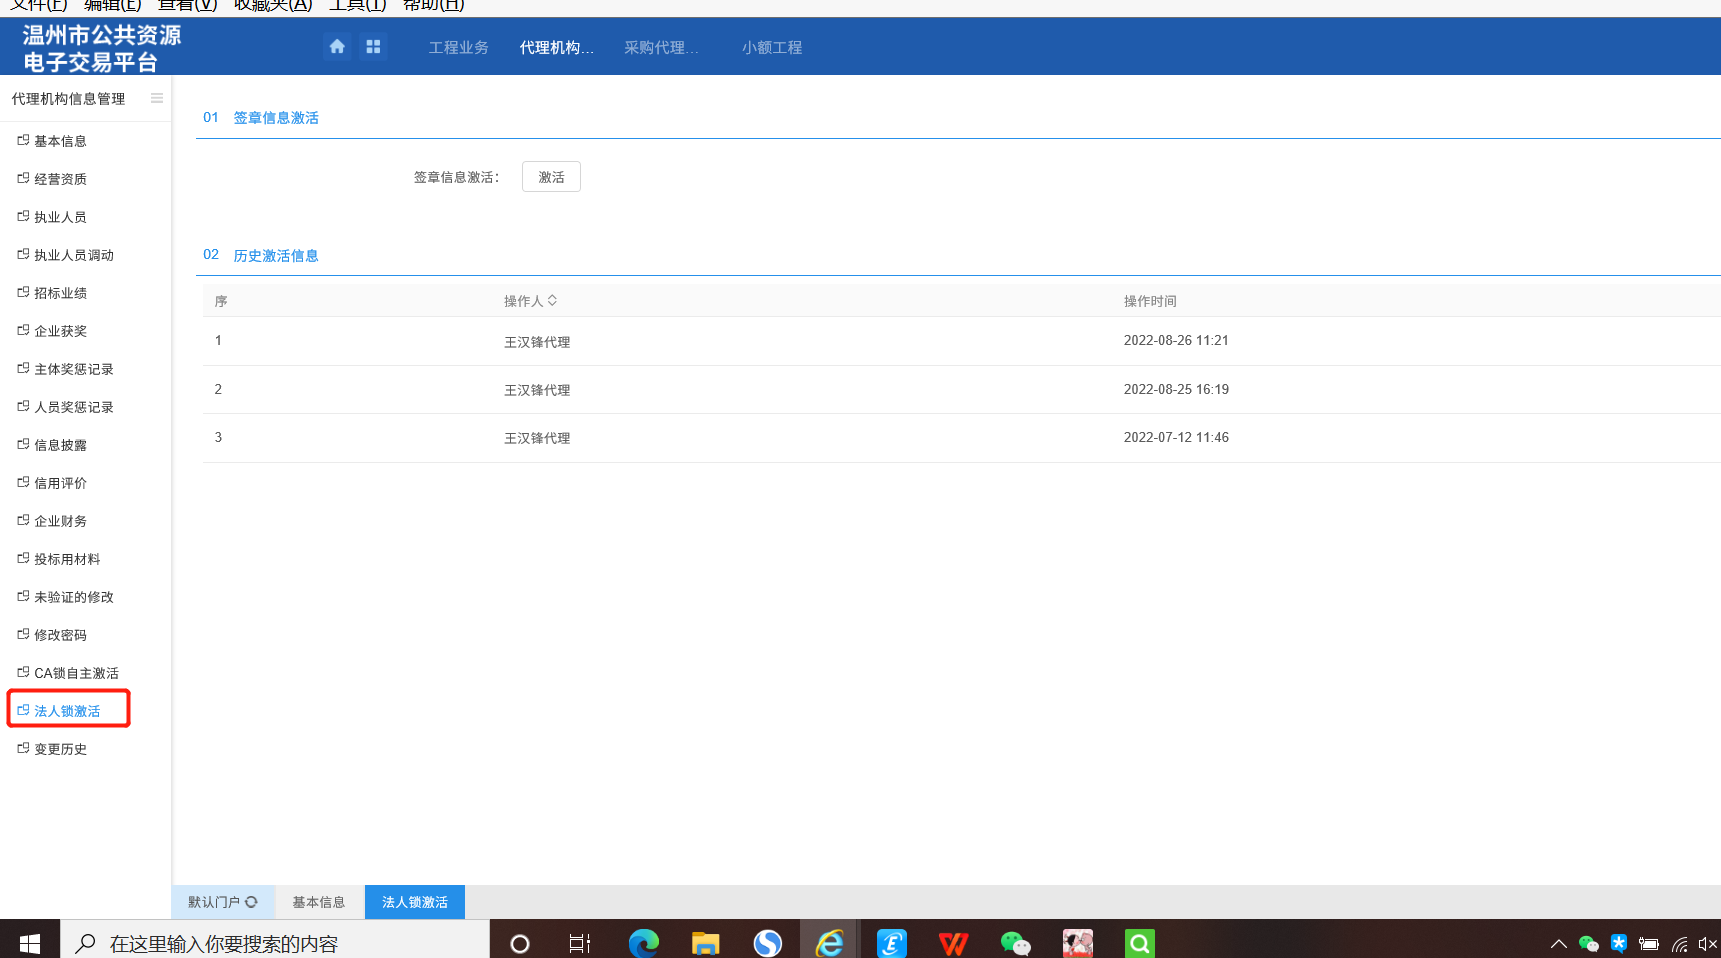 文件(F) 编辑(E) 查看(V) 收藏夹(A) 工具(T) 帮助(H)
温州市公共资源
电子交易平台
工程业务 代理机构... 采购代理... 小额工程
代理机构信息管理
基本信息
经营资质
执业人员
执业人员调动
招标业绩
企业获奖
主体奖惩记录
人员奖惩记录
信息披露
信用评价
企业财务
投标用材料
未验证的修改
修改密码
CA锁自主激活
法人锁激活
变更历史
01 签章信息激活
签章信息激活： 激活
02 历史激活信息
序 操作人 操作时间
1 王汉锋代理 2022-08-26 11:21
2 王汉锋代理 2022-08-25 16:19
3 王汉锋代理 2022-07-12 11:46
默认门户 基本信息 法人锁激活
在这里输入你要搜索的内容